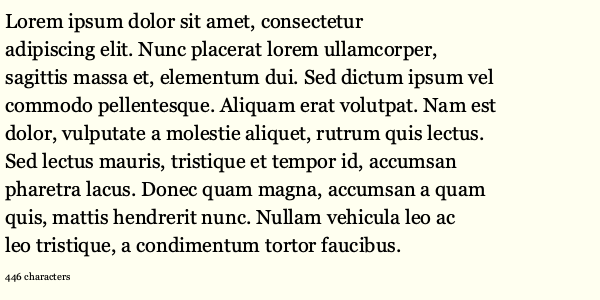 Lorem ipsum dolor sit amet, consectetur
adipiscing elit. Nunc placerat lorem ullamcorper,
sagittis massa et, elementum dui. Sed dictum ipsum vel
commodo pellentesque. Aliquam erat volutpat. Nam est
dolor, vulputate a molestie aliquet, rutrum quis lectus.
Sed lectus mauris, tristique et tempor id, accumsan
pharetra lacus. Donec quam magna, accumsan a quam
quis, mattis hendrerit nunc. Nullam vehicula leo ac
leo tristique, a condimentum tortor faucibus.
446 characters